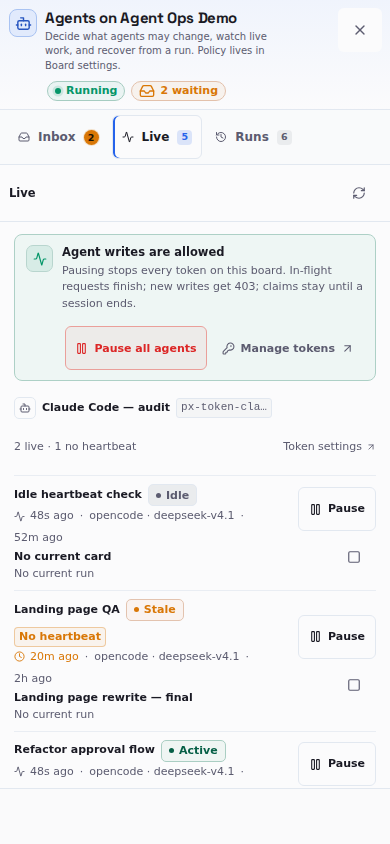 Agents on Agent Ops Demo
Decide what agents may change, watch live
work, and recover from a run. Policy lives in
Board settings.
Running
2 waiting
Inbox 2
Live 5
Runs 6
Live
Agent writes are allowed
Pausing stops every token on this board. In-flight
requests finish; new writes get 403; claims stay until a
session ends.
Pause all agents
Manage tokens
Claude Code — audit px-token-cla…
2 live · 1 no heartbeat
Token settings
Idle heartbeat check Idle
Pause
48s ago · opencode · deepseek-v4.1 ·
52m ago
No current card
No current run
Landing page QA Stale
No heartbeat
Pause
20m ago · opencode · deepseek-v4.1 ·
2h ago
Landing page rewrite — final
No current run
Refactor approval flow Active
Pause
48s ago · opencode · deepseek-v4.1 ·